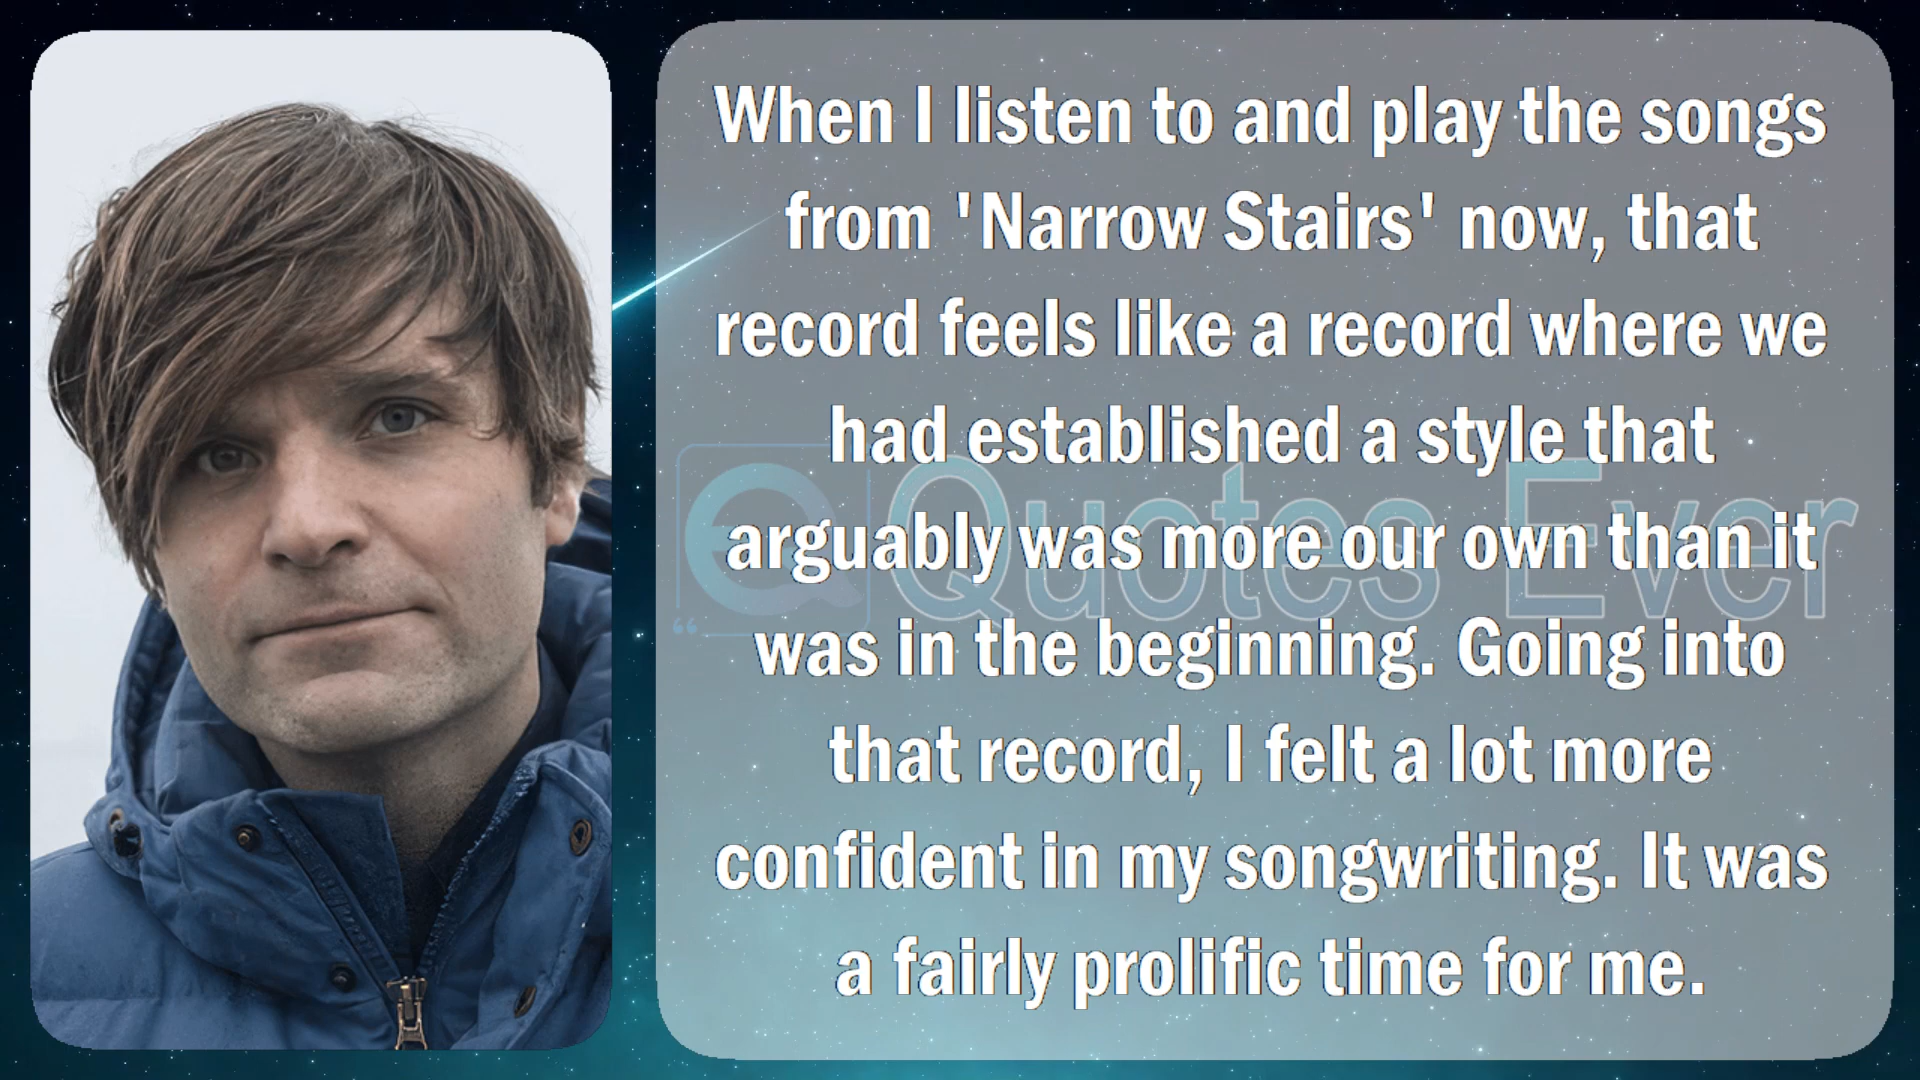 When I listen to and play the songs
from 'Narrow Stairs' now, that
record feels like a record where we
had established a style that
arguably was more our own than it
was in the beginning. Going into
that record, I felt a lot more
confident in my songwriting. It was
a fairly prolific time for me.
Quotes Ever